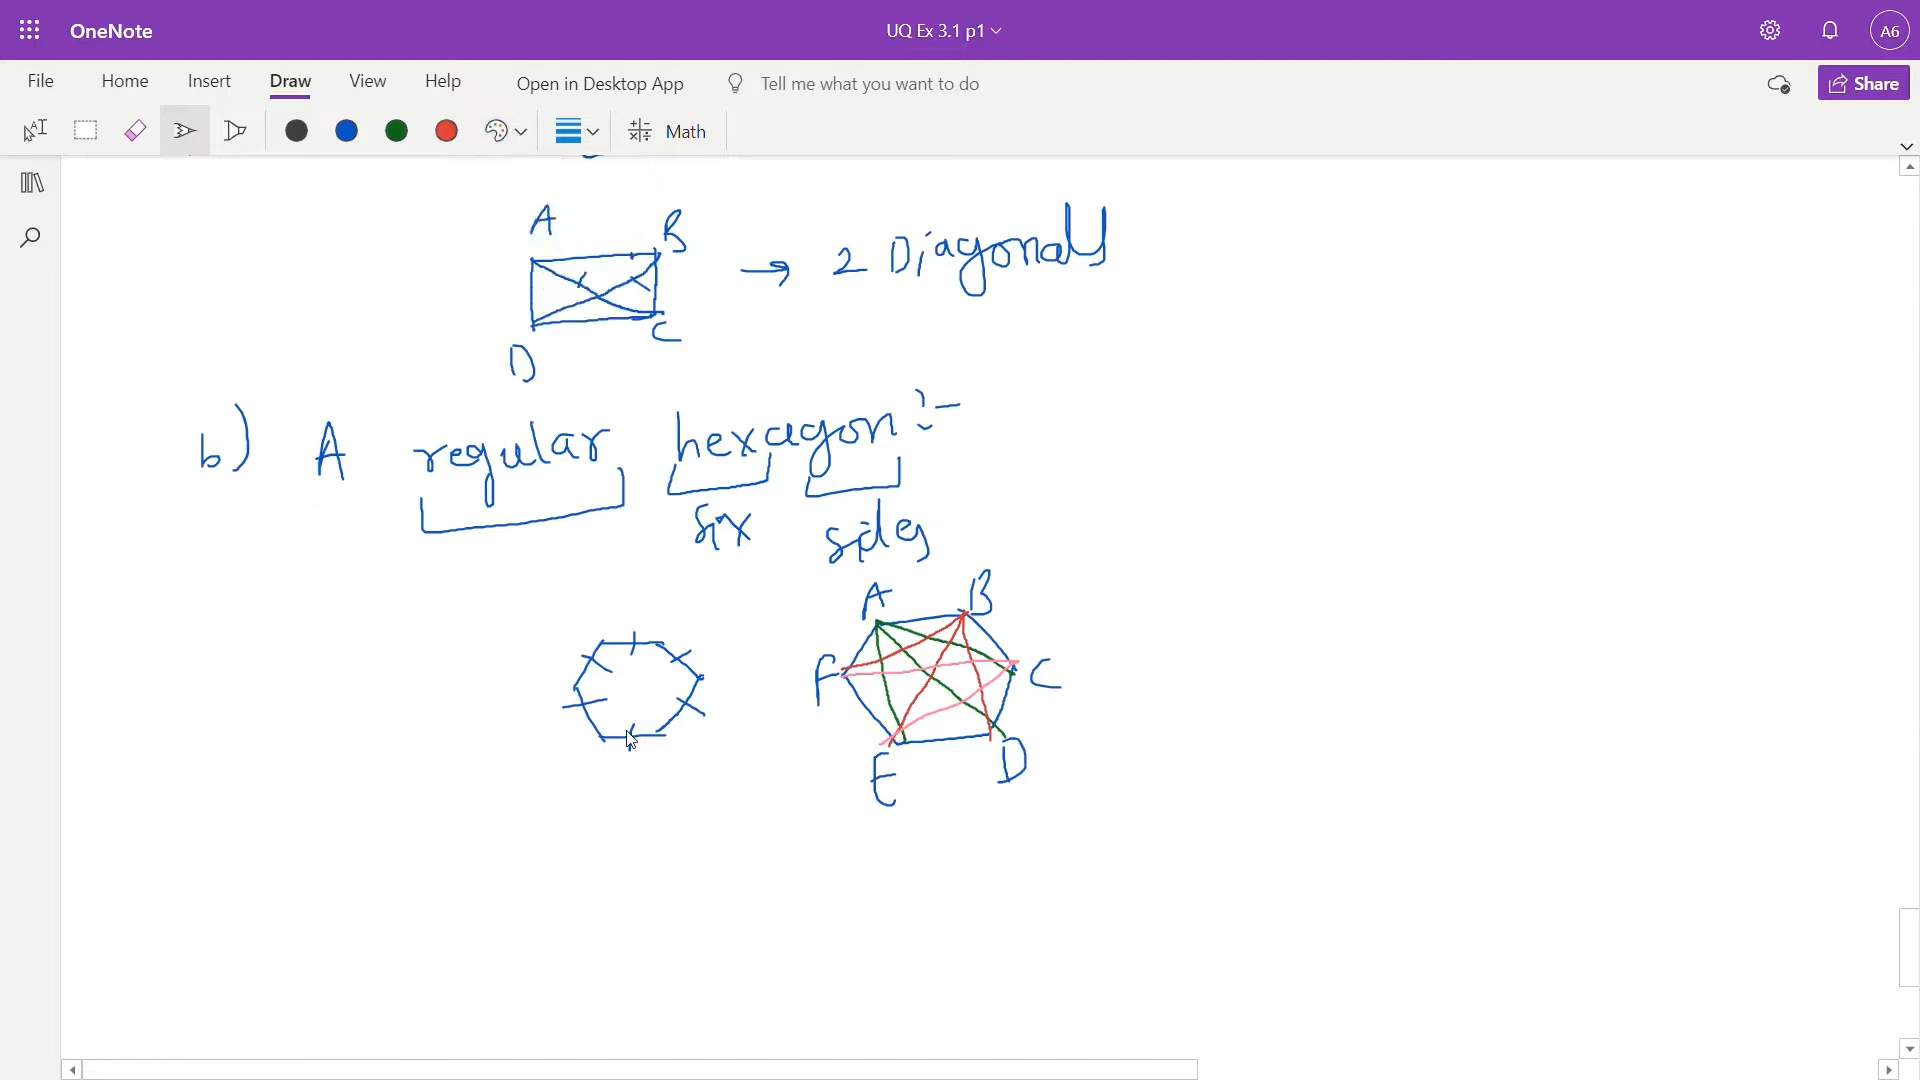 OneNote
UQ Ex 3.1 p1
A6
File Home Insert Draw View Help Open in Desktop App Tell me what you want to do
Share
Math
A B
→ 2 Diagonals
C
D
b) A regular hexagon :-
six sides
A B
F C
E D